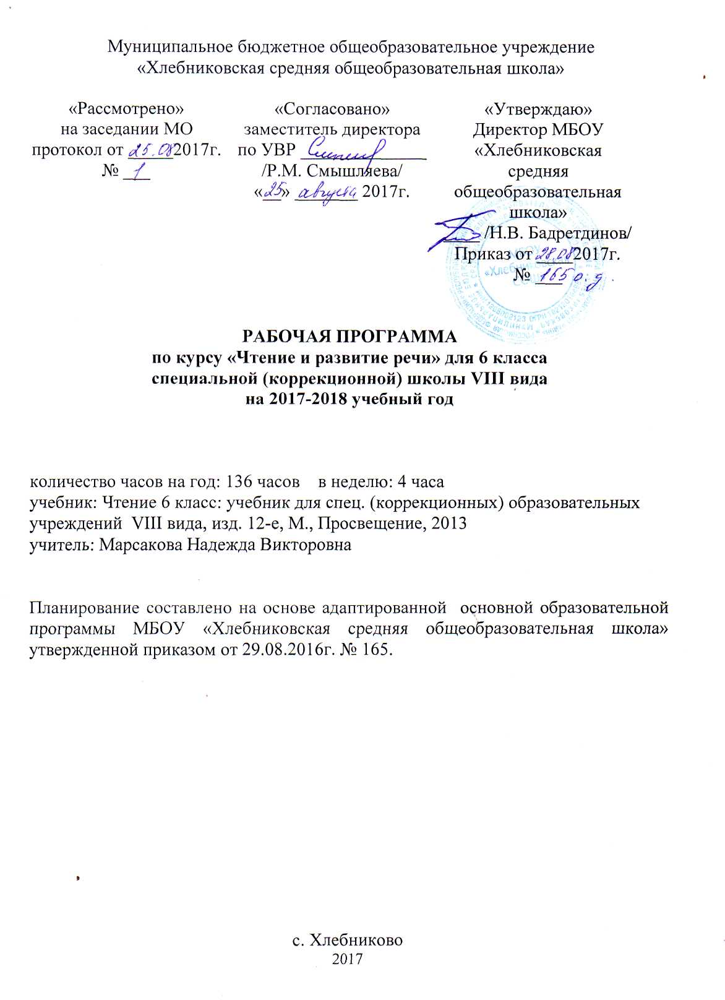 Муниципальное бюджетное общеобразовательное учреждение
«Хлебниковская средняя общеобразовательная школа»
«Рассмотрено»
на заседании МО
протокол от 25.08 2017г.
№ 1
«Согласовано»
заместитель директора
по УВР
/Р.М. Смышляева/
«25» августа 2017г.
«Утверждаю»
Директор МБОУ
«Хлебниковская
средняя
общеобразовательная
школа»
/Н.В. Бадретдинов/
Приказ от 28.08 2017г.
№ 165 о.д.
МБОУ
«Хлебниковская
СОШ»
РАБОЧАЯ ПРОГРАММА
по курсу «Чтение и развитие речи» для 6 класса
специальной (коррекционной) школы VIII вида
на 2017-2018 учебный год
количество часов на год: 136 часов в неделю: 4 часа
учебник: Чтение 6 класс: учебник для спец. (коррекционных) образовательных
учреждений VIII вида, изд. 12-е, М., Просвещение, 2013
учитель: Марсакова Надежда Викторовна
Планирование составлено на основе адаптированной основной образовательной
программы МБОУ «Хлебниковская средняя общеобразовательная школа»
утвержденной приказом от 29.08.2016г. № 165.
с. Хлебниково
2017